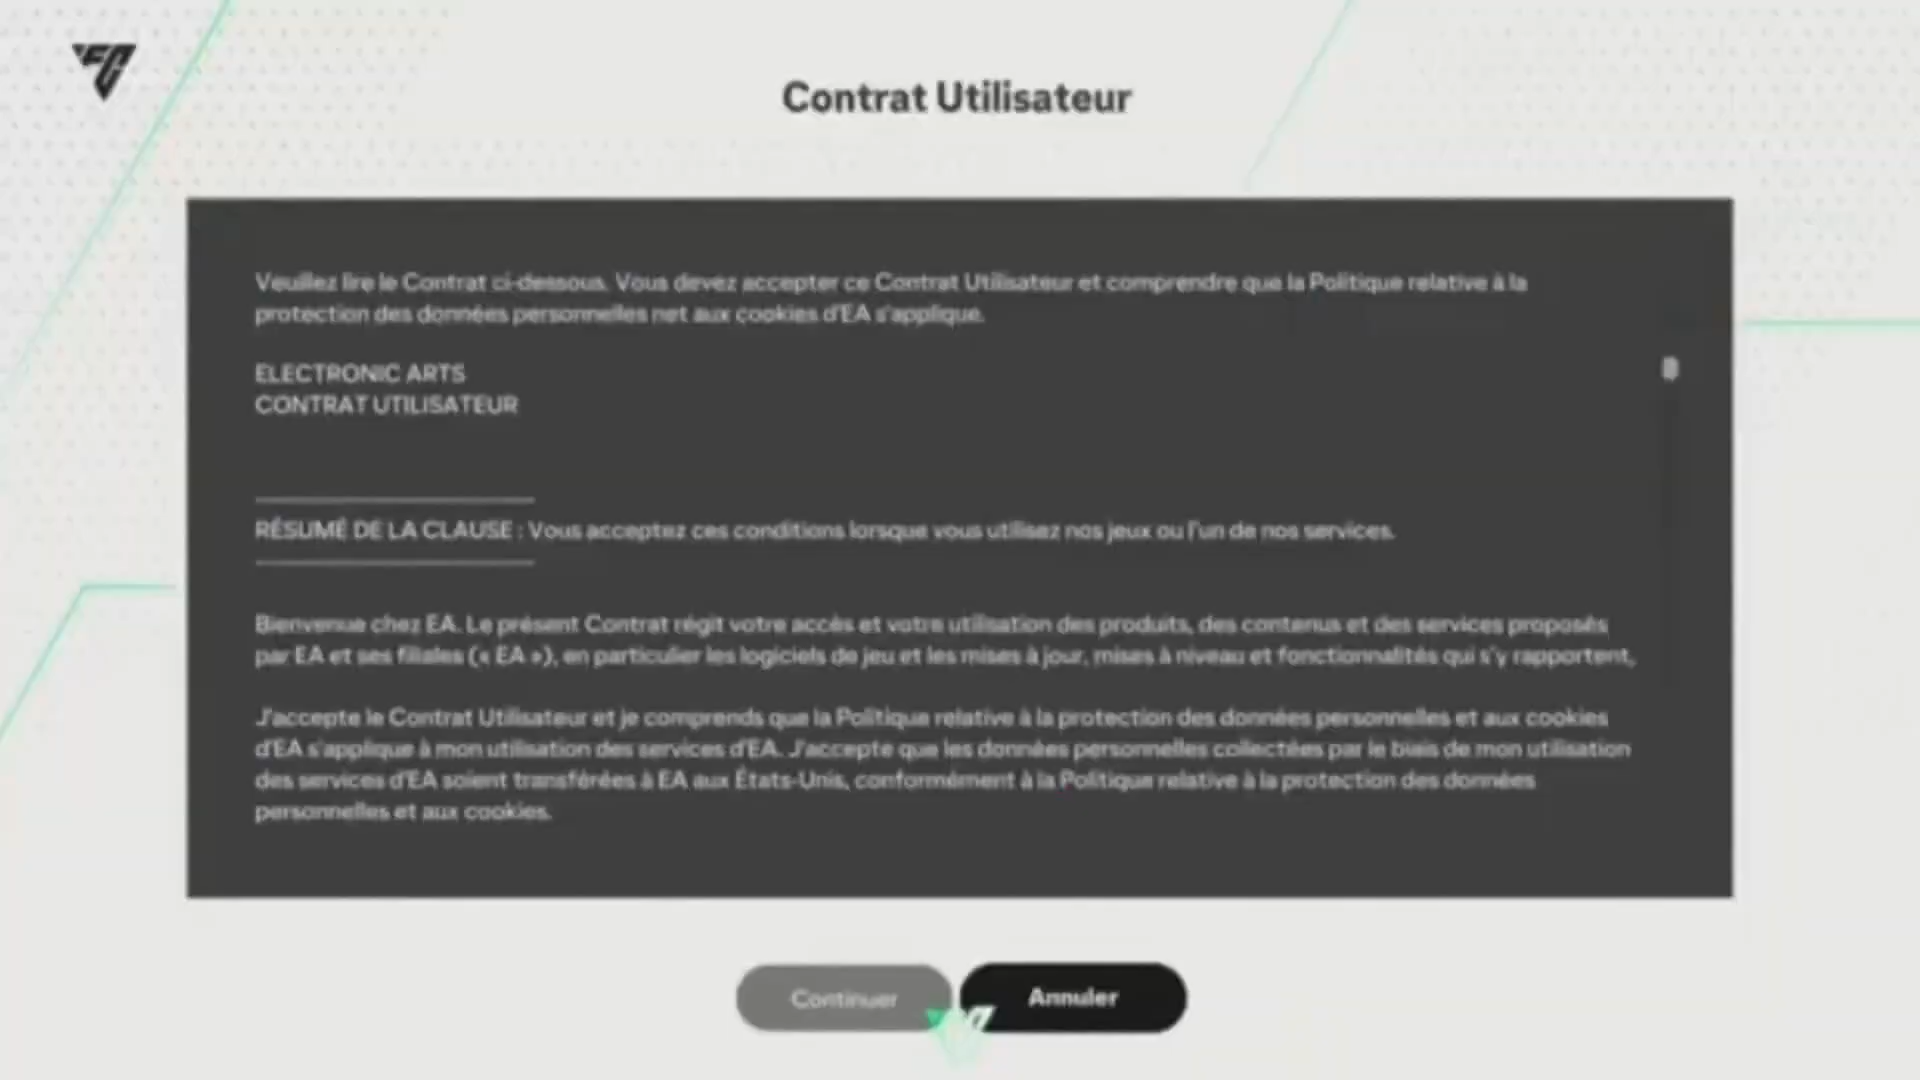 FC
Contrat Utilisateur
Veuillez lire le Contrat ci-dessous. Vous devez accepter ce Contrat Utilisateur et comprendre que la Politique relative à la
protection des données personnelles net aux cookies d'EA s'applique.
ELECTRONIC ARTS
CONTRAT UTILISATEUR
RÉSUMÉ DE LA CLAUSE : Vous acceptez ces conditions lorsque vous utilisez nos jeux ou l'un de nos services.
Bienvenue chez EA. Le présent Contrat régit votre accès et votre utilisation des produits, des contenus et des services proposés
par EA et ses filiales (« EA »), en particulier les logiciels de jeu et les mises à jour, mises à niveau et fonctionnalités qui s'y rapportent,
J'accepte le Contrat Utilisateur et je comprends que la Politique relative à la protection des données personnelles et aux cookies
d'EA s'applique à mon utilisation des services d'EA. J'accepte que les données personnelles collectées par le biais de mon utilisation
des services d'EA soient transférées à EA aux États-Unis, conformément à la Politique relative à la protection des données
personnelles et aux cookies.
Continuer
Annuler